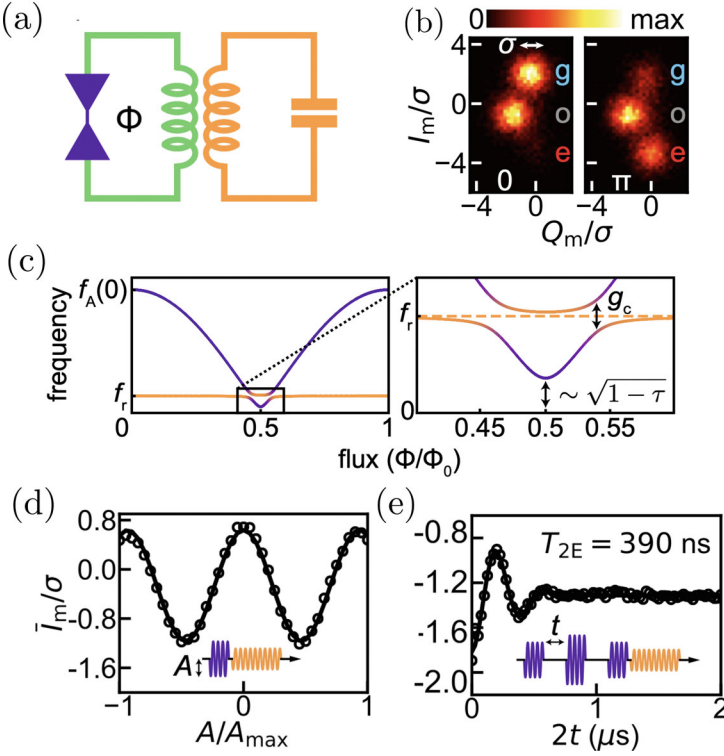 (a)
Φ
(b)
max
σ
g
o
e
0
g
o
e
π
I_m/σ
4
0
−4
−4
0
−4
0
Q_m/σ
(c)
frequency
f_A(0)
f_r
0
0.5
1
f_r
0
g_c
~ √1 − τ
0.45
0.5
0.55
flux (Φ/Φ_0)
(d)
Ī_m/σ
0.8
0.0
-0.8
-1.6
A
−1
0
1
A/A_max
(e)
T_2E = 390 ns
-0.8
-1.2
-1.6
-2.0
t
0
1
2
2t (μs)